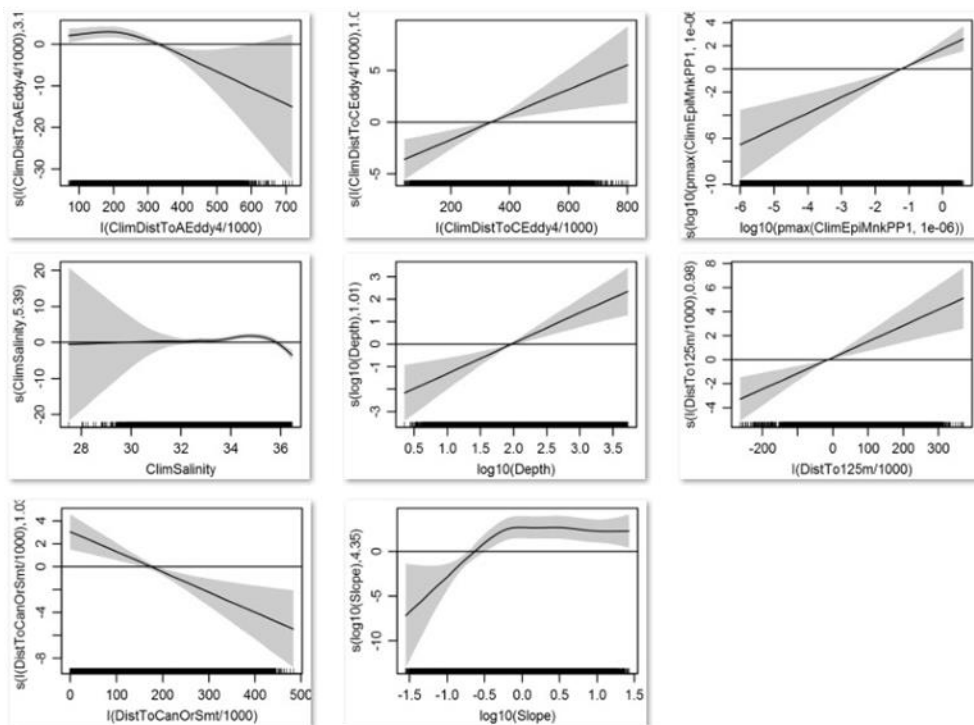 s(I(ClimDistToAEddy4/1000),3.1
0
-10
-20
-30
100 200 300 400 500 600 700
I(ClimDistToAEddy4/1000)
s(I(ClimDistToCEddy4/1000),1.0
5
0
-5
200 400 600 800
I(ClimDistToCEddy4/1000)
s(log10(pmax(ClimEpiMnkPP1, 1e-06
4
2
0
-2
-6
-10
-6 -5 -4 -3 -2 -1 0
log10(pmax(ClimEpiMnkPP1, 1e-06))
s(ClimSalinity,5.39)
20
10
0
-10
-20
28 30 32 34 36
ClimSalinity
s(log10(Depth),1.01)
3
2
1
0
-1
-3
0.5 1.0 1.5 2.0 2.5 3.0 3.5
log10(Depth)
s(I(DistTo125m/1000),0.98)
8
6
4
2
0
-2
-4
-200 0 100 200 300
I(DistTo125m/1000)
s(I(DistToCanOrSmt/1000),1.03
4
2
0
-4
-8
0 100 200 300 400 500
I(DistToCanOrSmt/1000)
s(log10(Slope),4.35)
0
-5
-10
-1.5 -1.0 -0.5 0.0 0.5 1.0 1.5
log10(Slope)